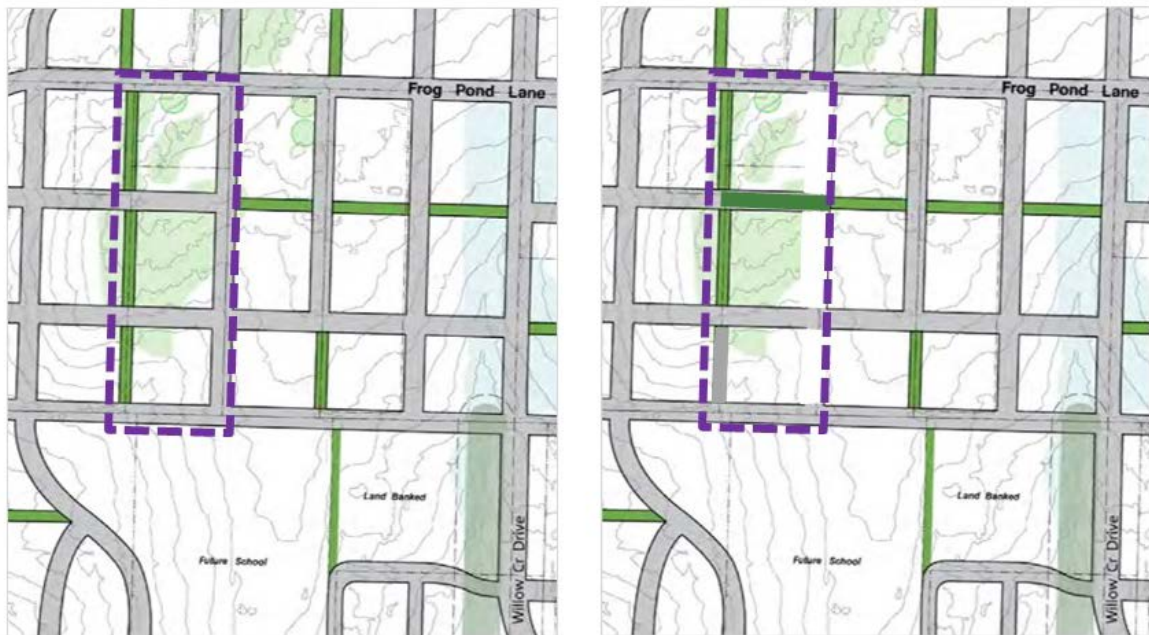 Frog Pond Lane
Land Banked
Future School
Willow Cr Drive
Frog Pond Lane
Land Banked
Future School
Willow Cr Drive